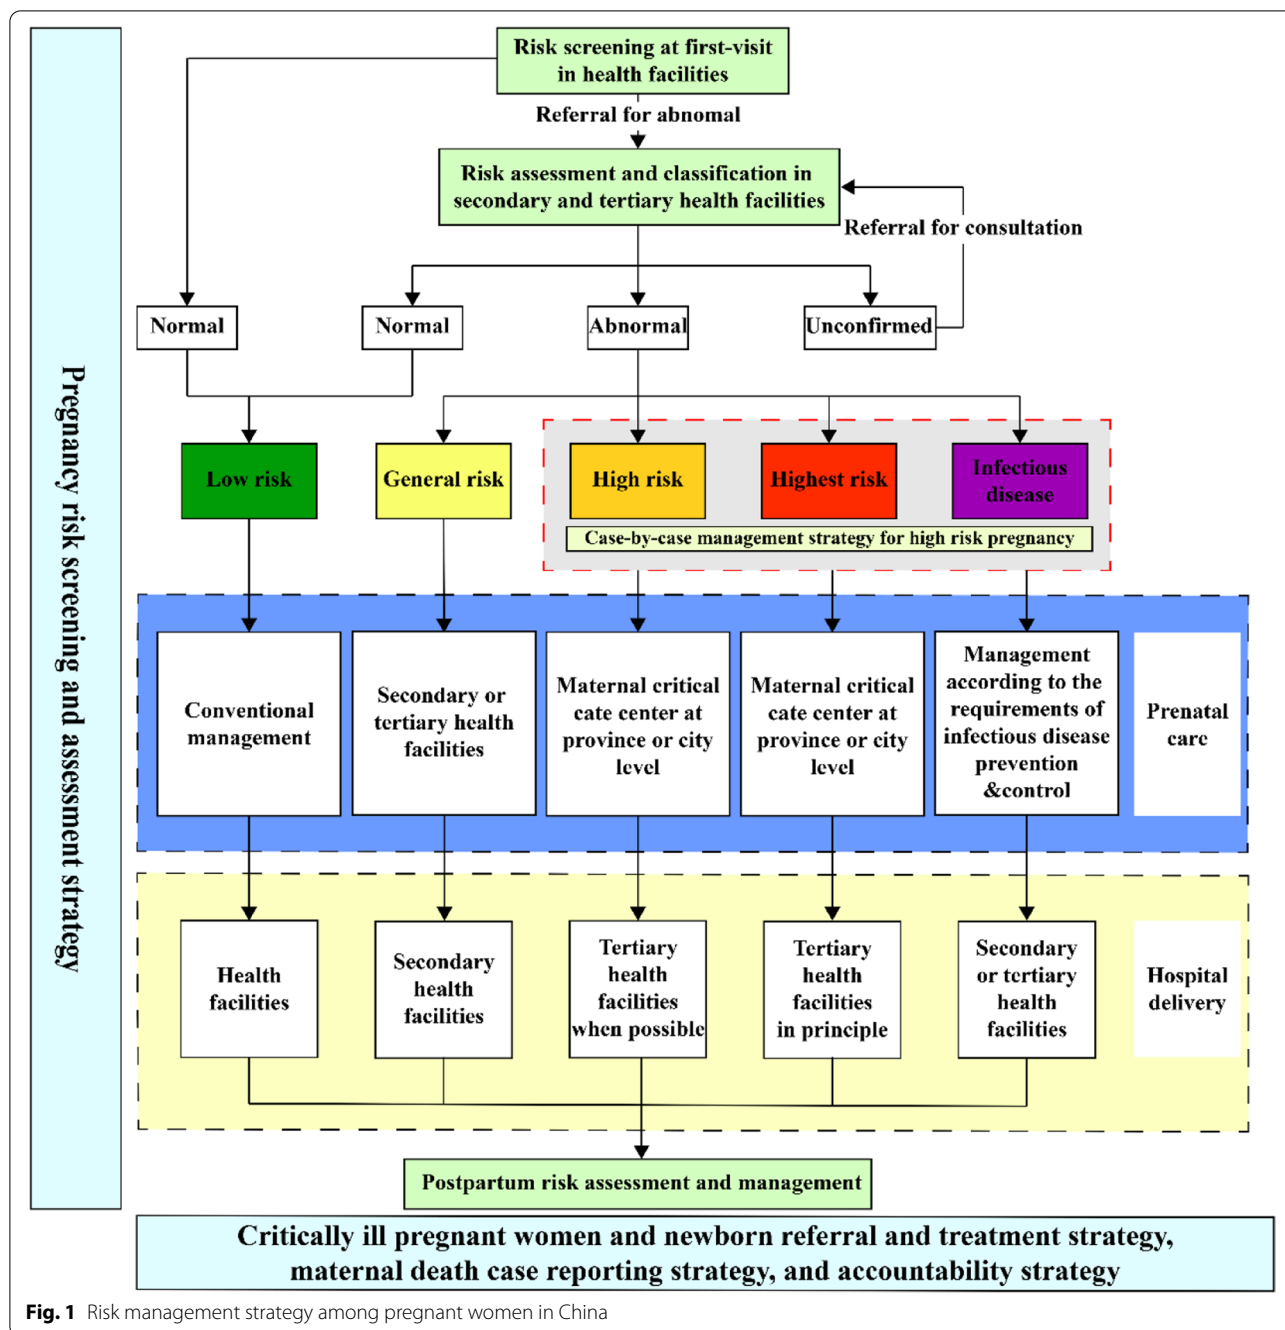 Risk screening at first-visit
in health facilities
Referral for abnomal
Risk assessment and classification in
secondary and tertiary health facilities
Referral for consultation
Normal
Normal
Abnormal
Unconfirmed
Pregnancy risk screening and assessment strategy
Low risk
General risk
High risk
Highest risk
Infectious
disease
Case-by-case management strategy for high risk pregnancy
Conventional
management
Secondary or
tertiary health
facilities
Maternal critical
cate center at
province or city
level
Maternal critical
cate center at
province or city
level
Management
according to the
requirements of
infectious disease
prevention
&control
Prenatal
care
Health
facilities
Secondary
health
facilities
Tertiary
health
facilities
when possible
Tertiary
health
facilities
in principle
Secondary
or tertiary
health
facilities
Hospital
delivery
Postpartum risk assessment and management
Critically ill pregnant women and newborn referral and treatment strategy,
maternal death case reporting strategy, and accountability strategy
Fig. 1 Risk management strategy among pregnant women in China